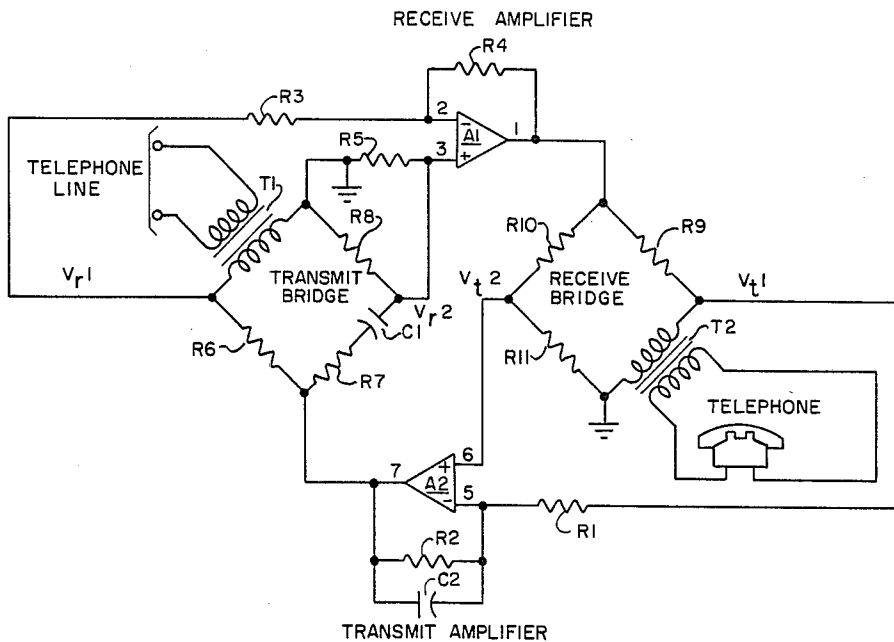 RECEIVE AMPLIFIER
R4
R3
2
A1
1
R5
3
TELEPHONE
LINE
T1
R8
R10
R9
Vr1
TRANSMIT
BRIDGE
Vt2
RECEIVE
BRIDGE
Vt1
Vr2
C1
T2
R6
R7
R11
TELEPHONE
7
6
A2
5
R1
R2
C2
TRANSMIT AMPLIFIER